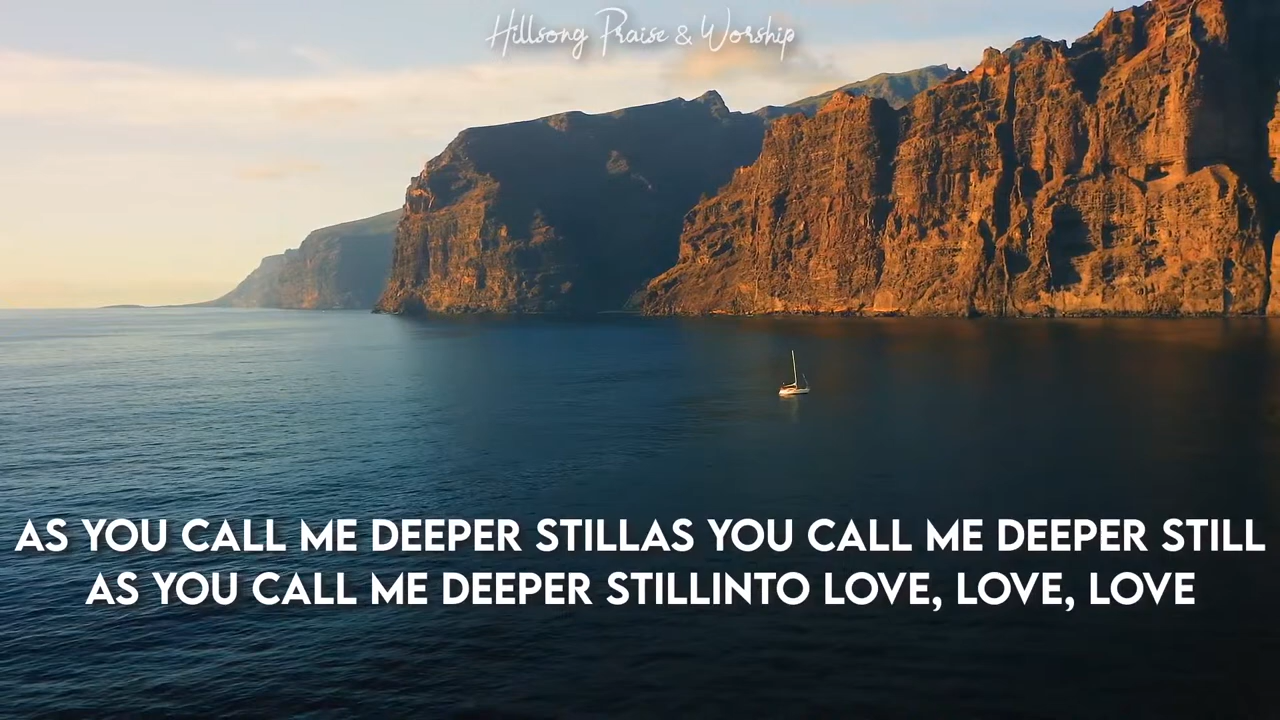 Hillsong Praise & Worship
AS YOU CALL ME DEEPER STILLAS YOU CALL ME DEEPER STILL
AS YOU CALL ME DEEPER STILLINTO LOVE, LOVE, LOVE